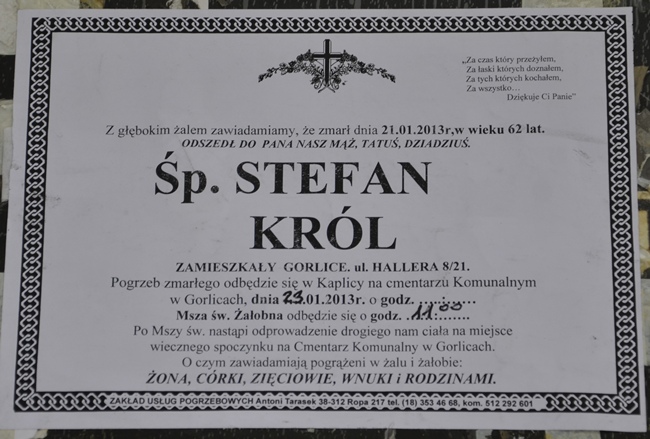 „Za czas który przeżyłem,
Za łaski których doznałem,
Za tych których kochałem,
Za wszystko…
Dziękuje Ci Panie”
Z głębokim żalem zawiadamiamy, że zmarł dnia 21.01.2013r,w wieku 62 lat.
ODSZEDŁ DO PANA NASZ MĄŻ, TATUŚ, DZIADZIUŚ.
Śp. STEFAN
KRÓL
ZAMIESZKAŁY GORLICE. ul. HALLERA 8/21.
Pogrzeb zmarłego odbędzie się w Kaplicy na cmentarzu Komunalnym
w Gorlicach, dnia 23.01.2013r. o godz. .....:......
Msza św. Żałobna odbędzie się o godz. .11:00......
Po Mszy św. nastąpi odprowadzenie drogiego nam ciała na miejsce
wiecznego spoczynku na Cmentarz Komunalny w Gorlicach.
O czym zawiadamiają pogrążeni w żalu i żałobie:
ŻONA, CÓRKI, ZIĘCIOWIE, WNUKI i RODZINAMI.
ZAKŁAD USŁUG POGRZEBOWYCH Antoni Tarasek 38-312 Ropa 217 tel. (18) 353 46 68, kom. 512 292 601